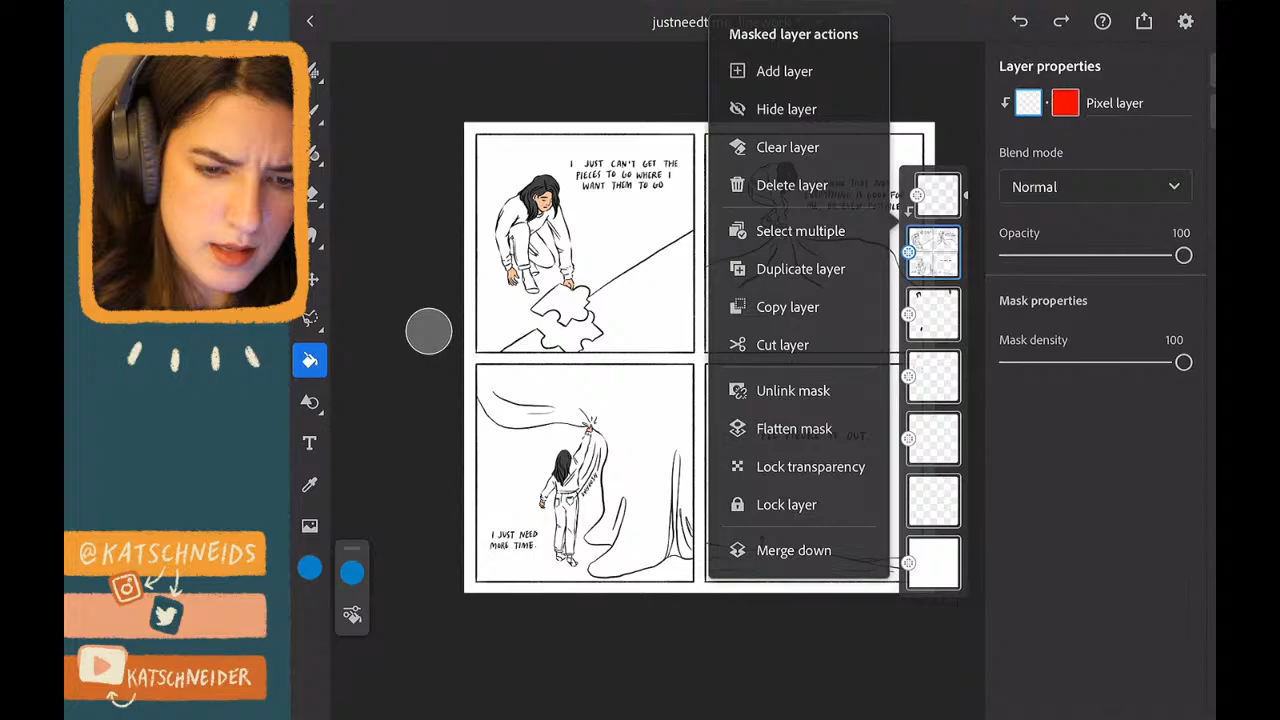 justneedt
Masked layer actions
Add layer
Hide layer
Clear layer
Delete layer
Select multiple
Duplicate layer
Copy layer
Cut layer
Unlink mask
Flatten mask
Lock transparency
Lock layer
Merge down
Layer properties
Pixel layer
Blend mode
Normal
Opacity
100
Mask properties
Mask density
100
I JUST CAN'T GET THE
PIECES TO GO WHERE I
WANT THEM TO GO
I JUST NEED
MORE TIME.
FIGURE IT OUT.
T
@KATSCHNEIDS
KATSCHNEIDER